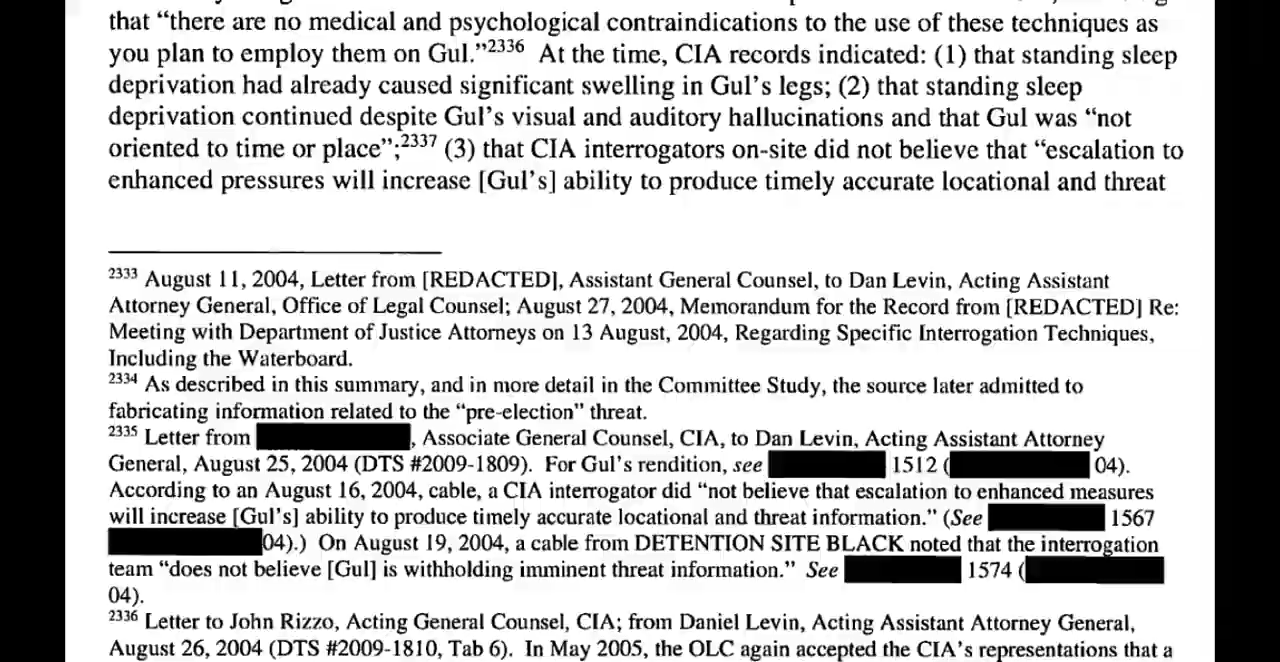 that “there are no medical and psychological contraindications to the use of these techniques as
you plan to employ them on Gul.”2336 At the time, CIA records indicated: (1) that standing sleep
deprivation had already caused significant swelling in Gul’s legs; (2) that standing sleep
deprivation continued despite Gul’s visual and auditory hallucinations and that Gul was “not
oriented to time or place”;2337 (3) that CIA interrogators on-site did not believe that “escalation to
enhanced pressures will increase [Gul’s] ability to produce timely accurate locational and threat
2333 August 11, 2004, Letter from [REDACTED], Assistant General Counsel, to Dan Levin, Acting Assistant
Attorney General, Office of Legal Counsel; August 27, 2004, Memorandum for the Record from [REDACTED] Re:
Meeting with Department of Justice Attorneys on 13 August, 2004, Regarding Specific Interrogation Techniques,
Including the Waterboard.
2334 As described in this summary, and in more detail in the Committee Study, the source later admitted to
fabricating information related to the “pre-election” threat.
2335 Letter from , Associate General Counsel, CIA, to Dan Levin, Acting Assistant Attorney
General, August 25, 2004 (DTS #2009-1809). For Gul’s rendition, see 1512 ( 04).
According to an August 16, 2004, cable, a CIA interrogator did “not believe that escalation to enhanced measures
will increase [Gul’s] ability to produce timely accurate locational and threat information.” (See 1567
04).) On August 19, 2004, a cable from DETENTION SITE BLACK noted that the interrogation
team “does not believe [Gul] is withholding imminent threat information.” See 1574 (
04).
2336 Letter to John Rizzo, Acting General Counsel, CIA; from Daniel Levin, Acting Assistant Attorney General,
August 26, 2004 (DTS #2009-1810, Tab 6). In May 2005, the OLC again accepted the CIA’s representations that a